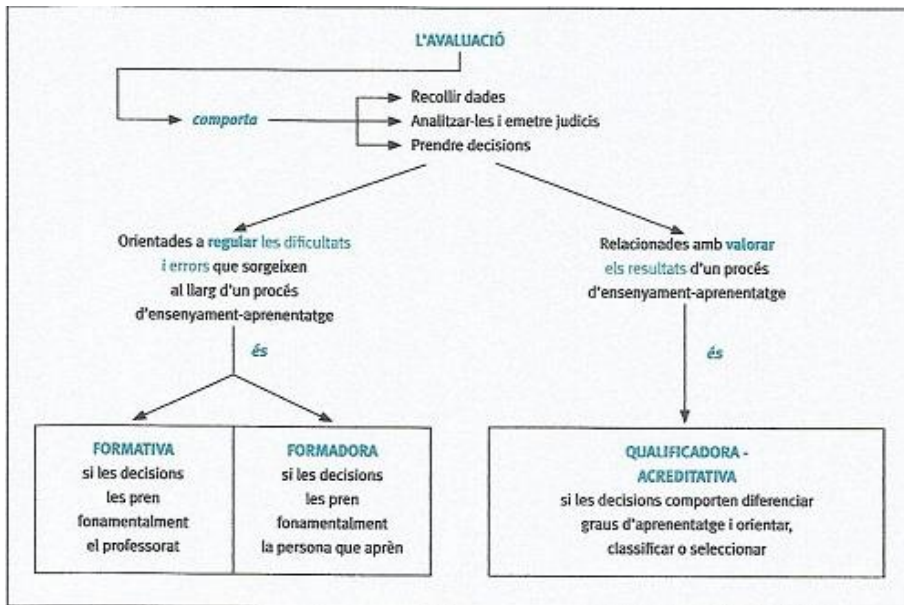 L'AVALUACIÓ
comporta
Recollir dades
Analitzar-les i emetre judicis
Prendre decisions
Orientades a regular les dificultats
i errors que sorgeixen
al llarg d'un procés
d'ensenyament-aprenentatge
és
Relacionades amb valorar
els resultats d'un procés
d'ensenyament-aprenentatge
és
FORMATIVA
si les decisions
les pren
fonamentalment
el professorat
FORMADORA
si les decisions
les pren
fonamentalment
la persona que aprèn
QUALIFICADORA -
ACREDITATIVA
si les decisions comporten diferenciar
graus d'aprenentatge i orientar,
classificar o seleccionar